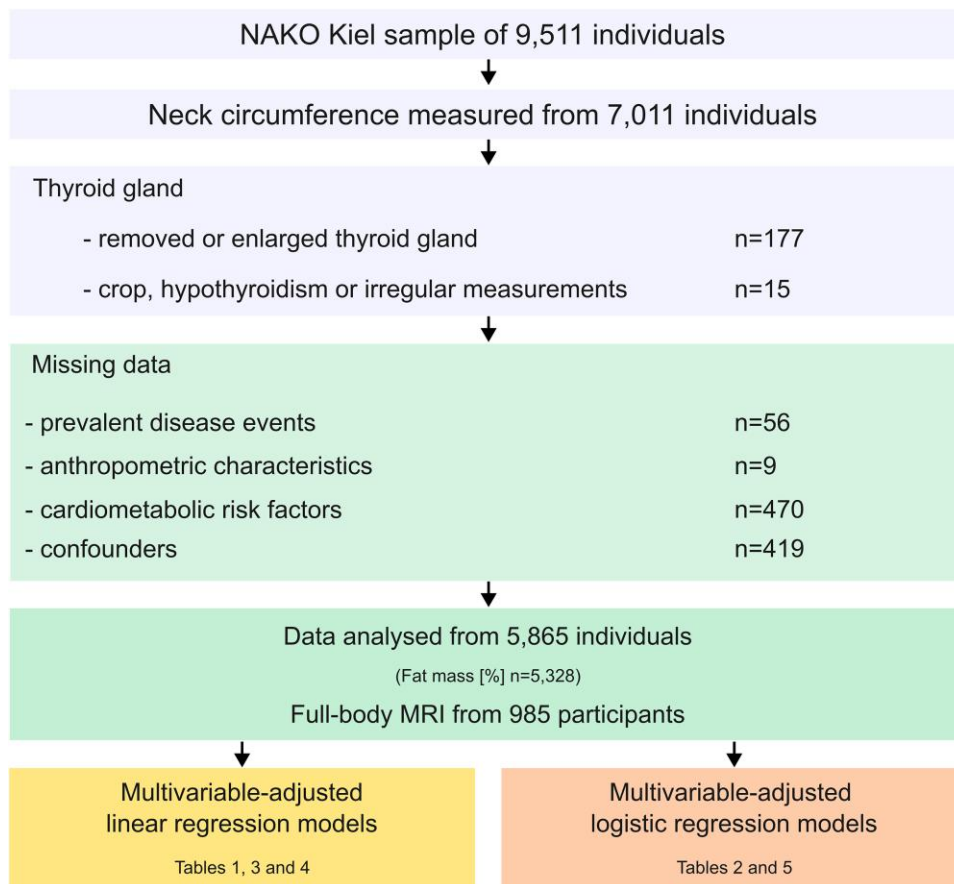 NAKO Kiel sample of 9,511 individuals
Neck circumference measured from 7,011 individuals
Thyroid gland
- removed or enlarged thyroid gland n=177
- crop, hypothyroidism or irregular measurements n=15
Missing data
- prevalent disease events n=56
- anthropometric characteristics n=9
- cardiometabolic risk factors n=470
- confounders n=419
Data analysed from 5,865 individuals
(Fat mass [%] n=5,328)
Full-body MRI from 985 participants
Multivariable-adjusted
linear regression models
Tables 1, 3 and 4
Multivariable-adjusted
logistic regression models
Tables 2 and 5